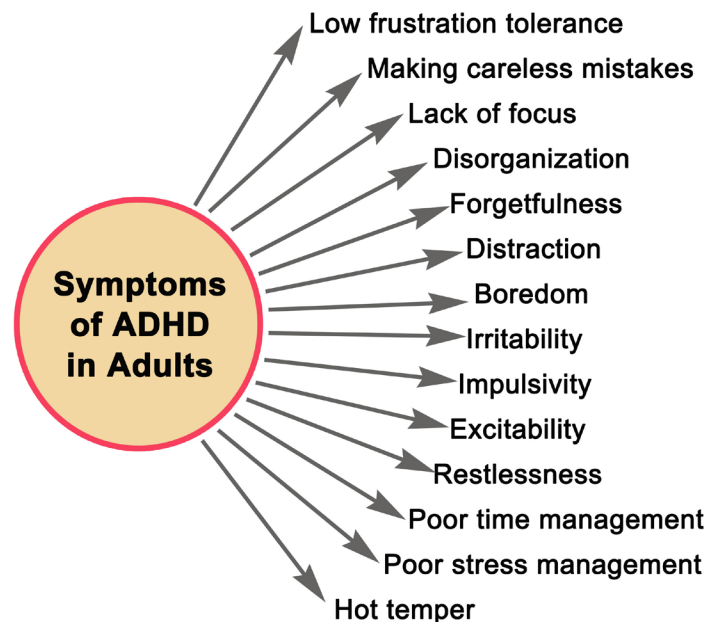 Low frustration tolerance
Making careless mistakes
Lack of focus
Disorganization
Forgetfulness
Distraction
Boredom
Irritability
Impulsivity
Excitability
Restlessness
Poor time management
Poor stress management
Hot temper
Symptoms
of ADHD
in Adults